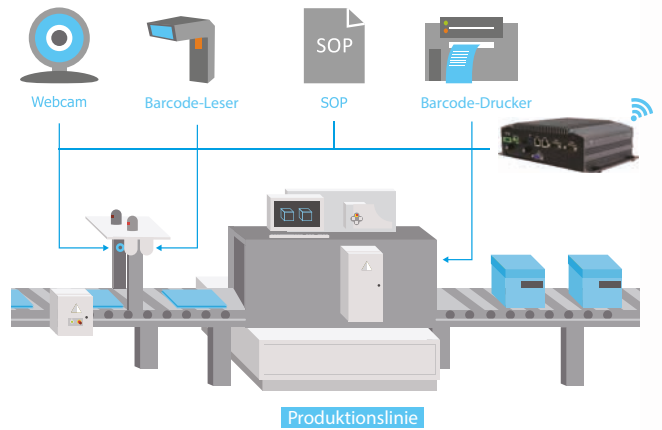 SOP
Webcam
Barcode-Leser
SOP
Barcode-Drucker
Produktionslinie